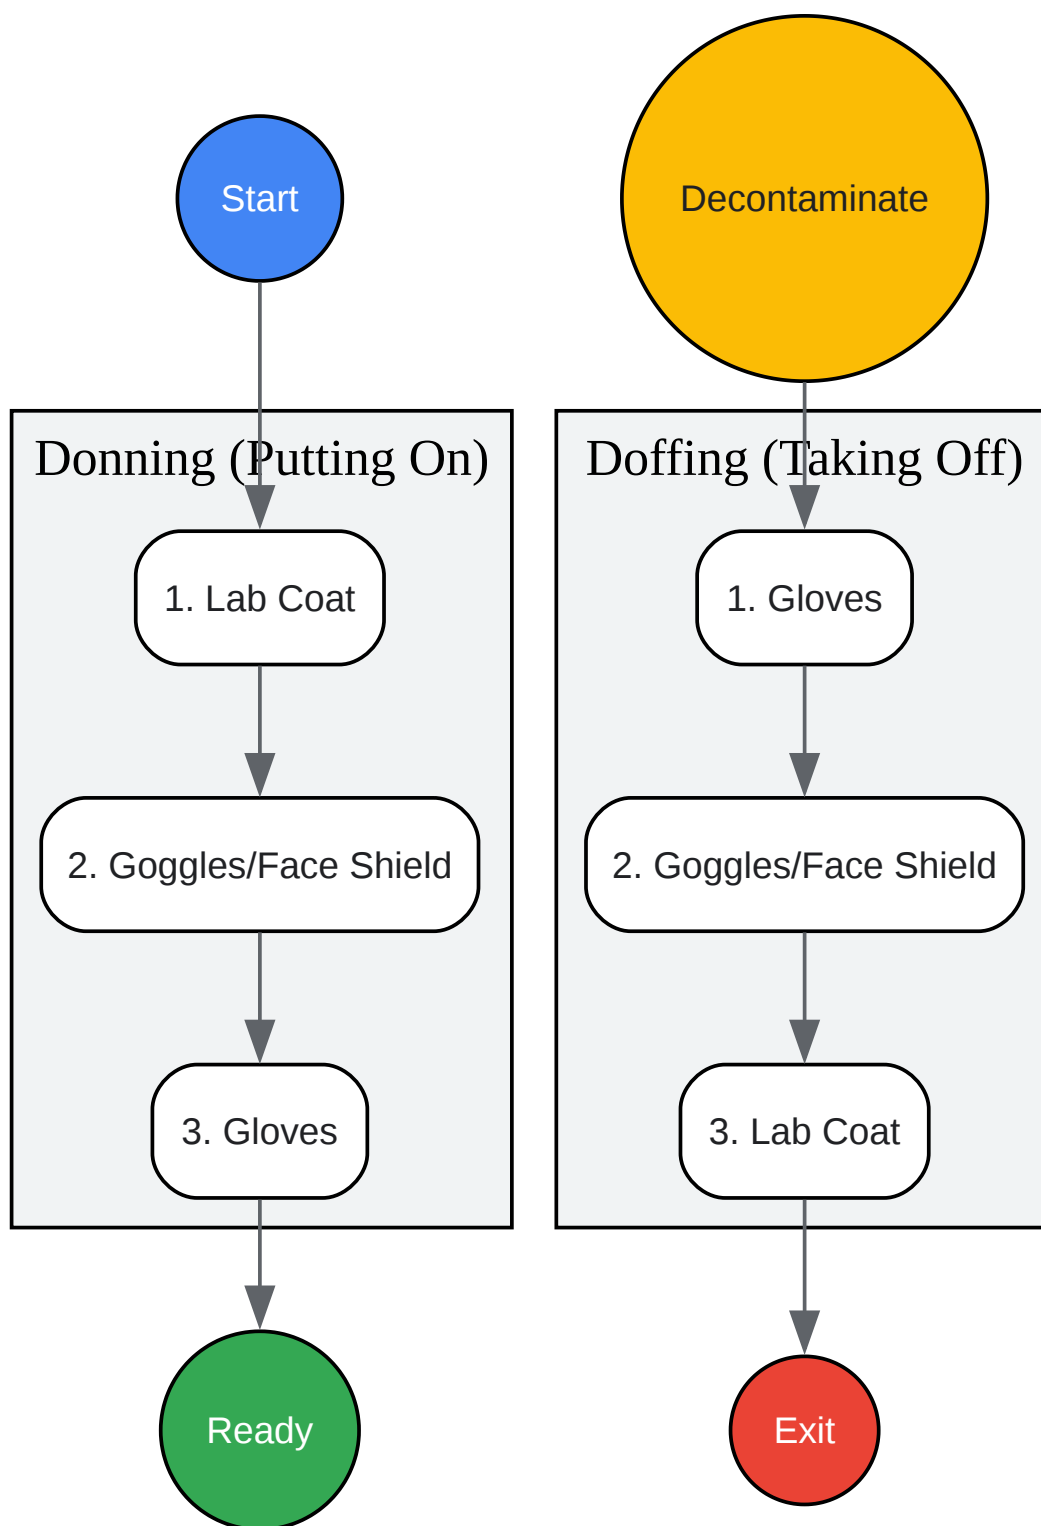 Start
Donning (Putting On)
1. Lab Coat
2. Goggles/Face Shield
3. Gloves
Ready
Decontaminate
Doffing (Taking Off)
1. Gloves
2. Goggles/Face Shield
3. Lab Coat
Exit